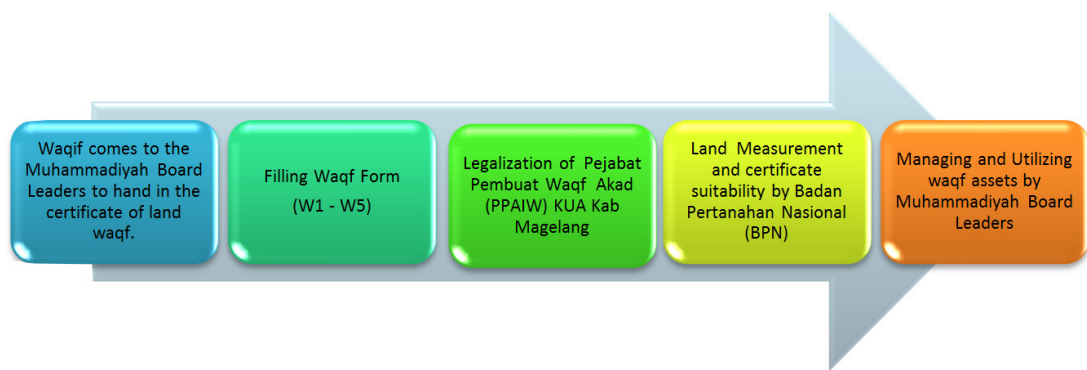 Waqif comes to the
Muhammadiyah Board
Leaders to hand in the
certificate of land
waqf.
Filling Waqf Form
(W1 - W5)
Legalization of Pejabat
Pembuat Waqf Akad
(PPAIW) KUA Kab
Magelang
Land Measurement
and certificate
suitability by Badan
Pertanahan Nasional
(BPN)
Managing and Utilizing
waqf assets by
Muhammadiyah Board
Leaders